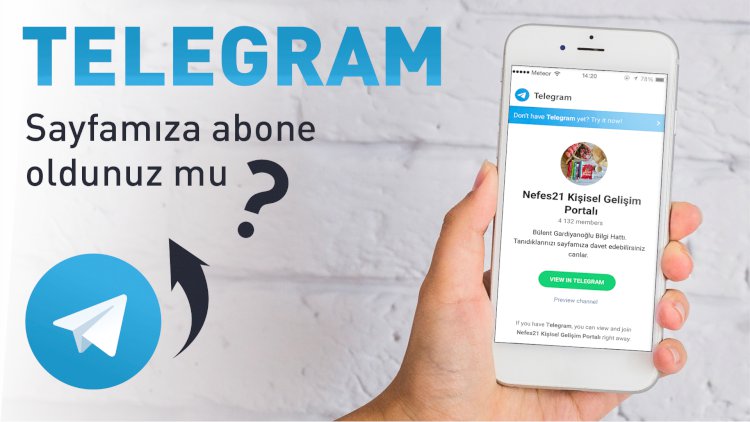 TELEGRAM
Sayfamıza abone
oldunuz mu
?
Meteor
14:20
78%
Telegram
Don't have Telegram yet? Try it now!
Nefes21 Kişisel Gelişim
Portalı
4 132 members
Bülent Gardiyanoğlu Bilgi Hattı.
Tanıdıklarınızı sayfamıza davet edebilirsiniz
canlar.
VIEW IN TELEGRAM
Preview channel
If you have Telegram, you can view and join
Nefes21 Kişisel Gelişim Portalı right away.